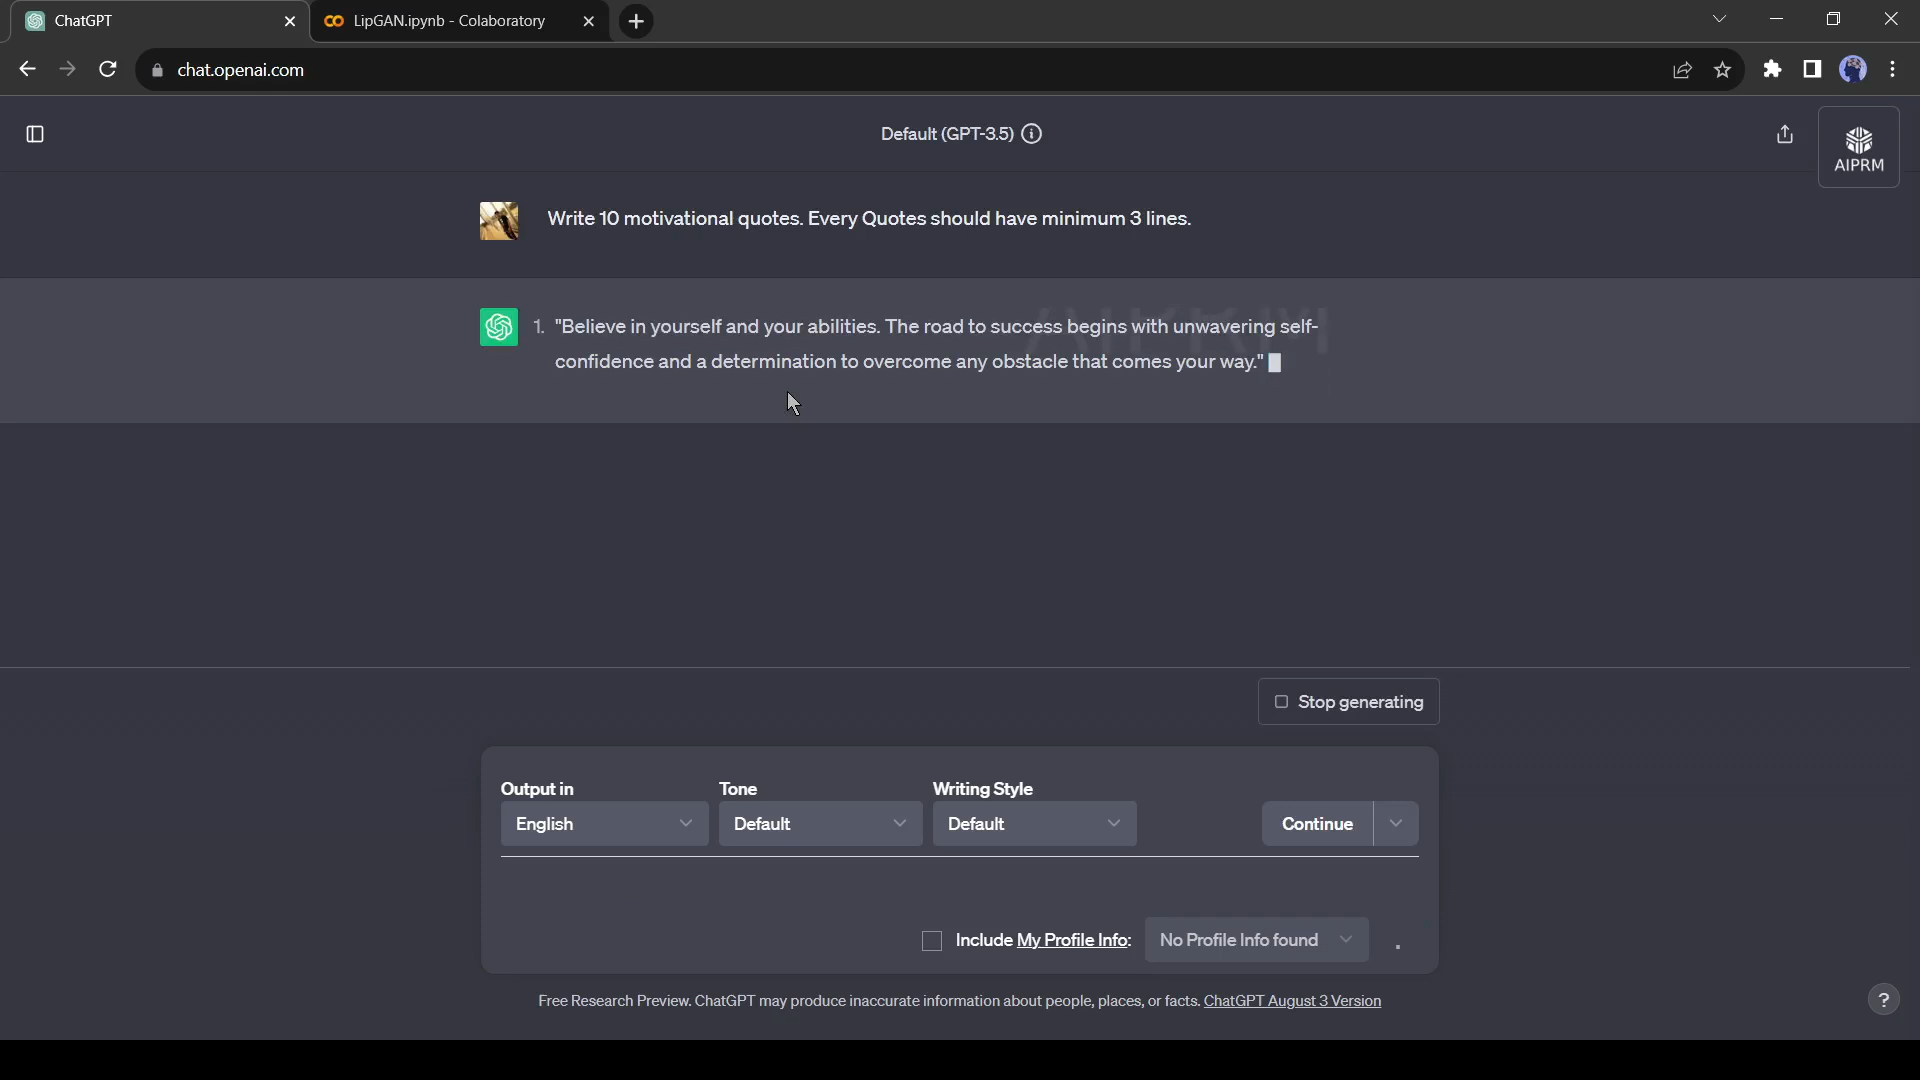 ChatGPT
LipGAN.ipynb - Colaboratory
chat.openai.com
Default (GPT-3.5)
AIPRM
Write 10 motivational quotes. Every Quotes should have minimum 3 lines.
AIPRM
1. "Believe in yourself and your abilities. The road to success begins with unwavering self-
confidence and a determination to overcome any obstacle that comes your way."
Stop generating
Output in Tone Writing Style
English Default Default Continue
Include My Profile Info: No Profile Info found
Free Research Preview. ChatGPT may produce inaccurate information about people, places, or facts. ChatGPT August 3 Version
?